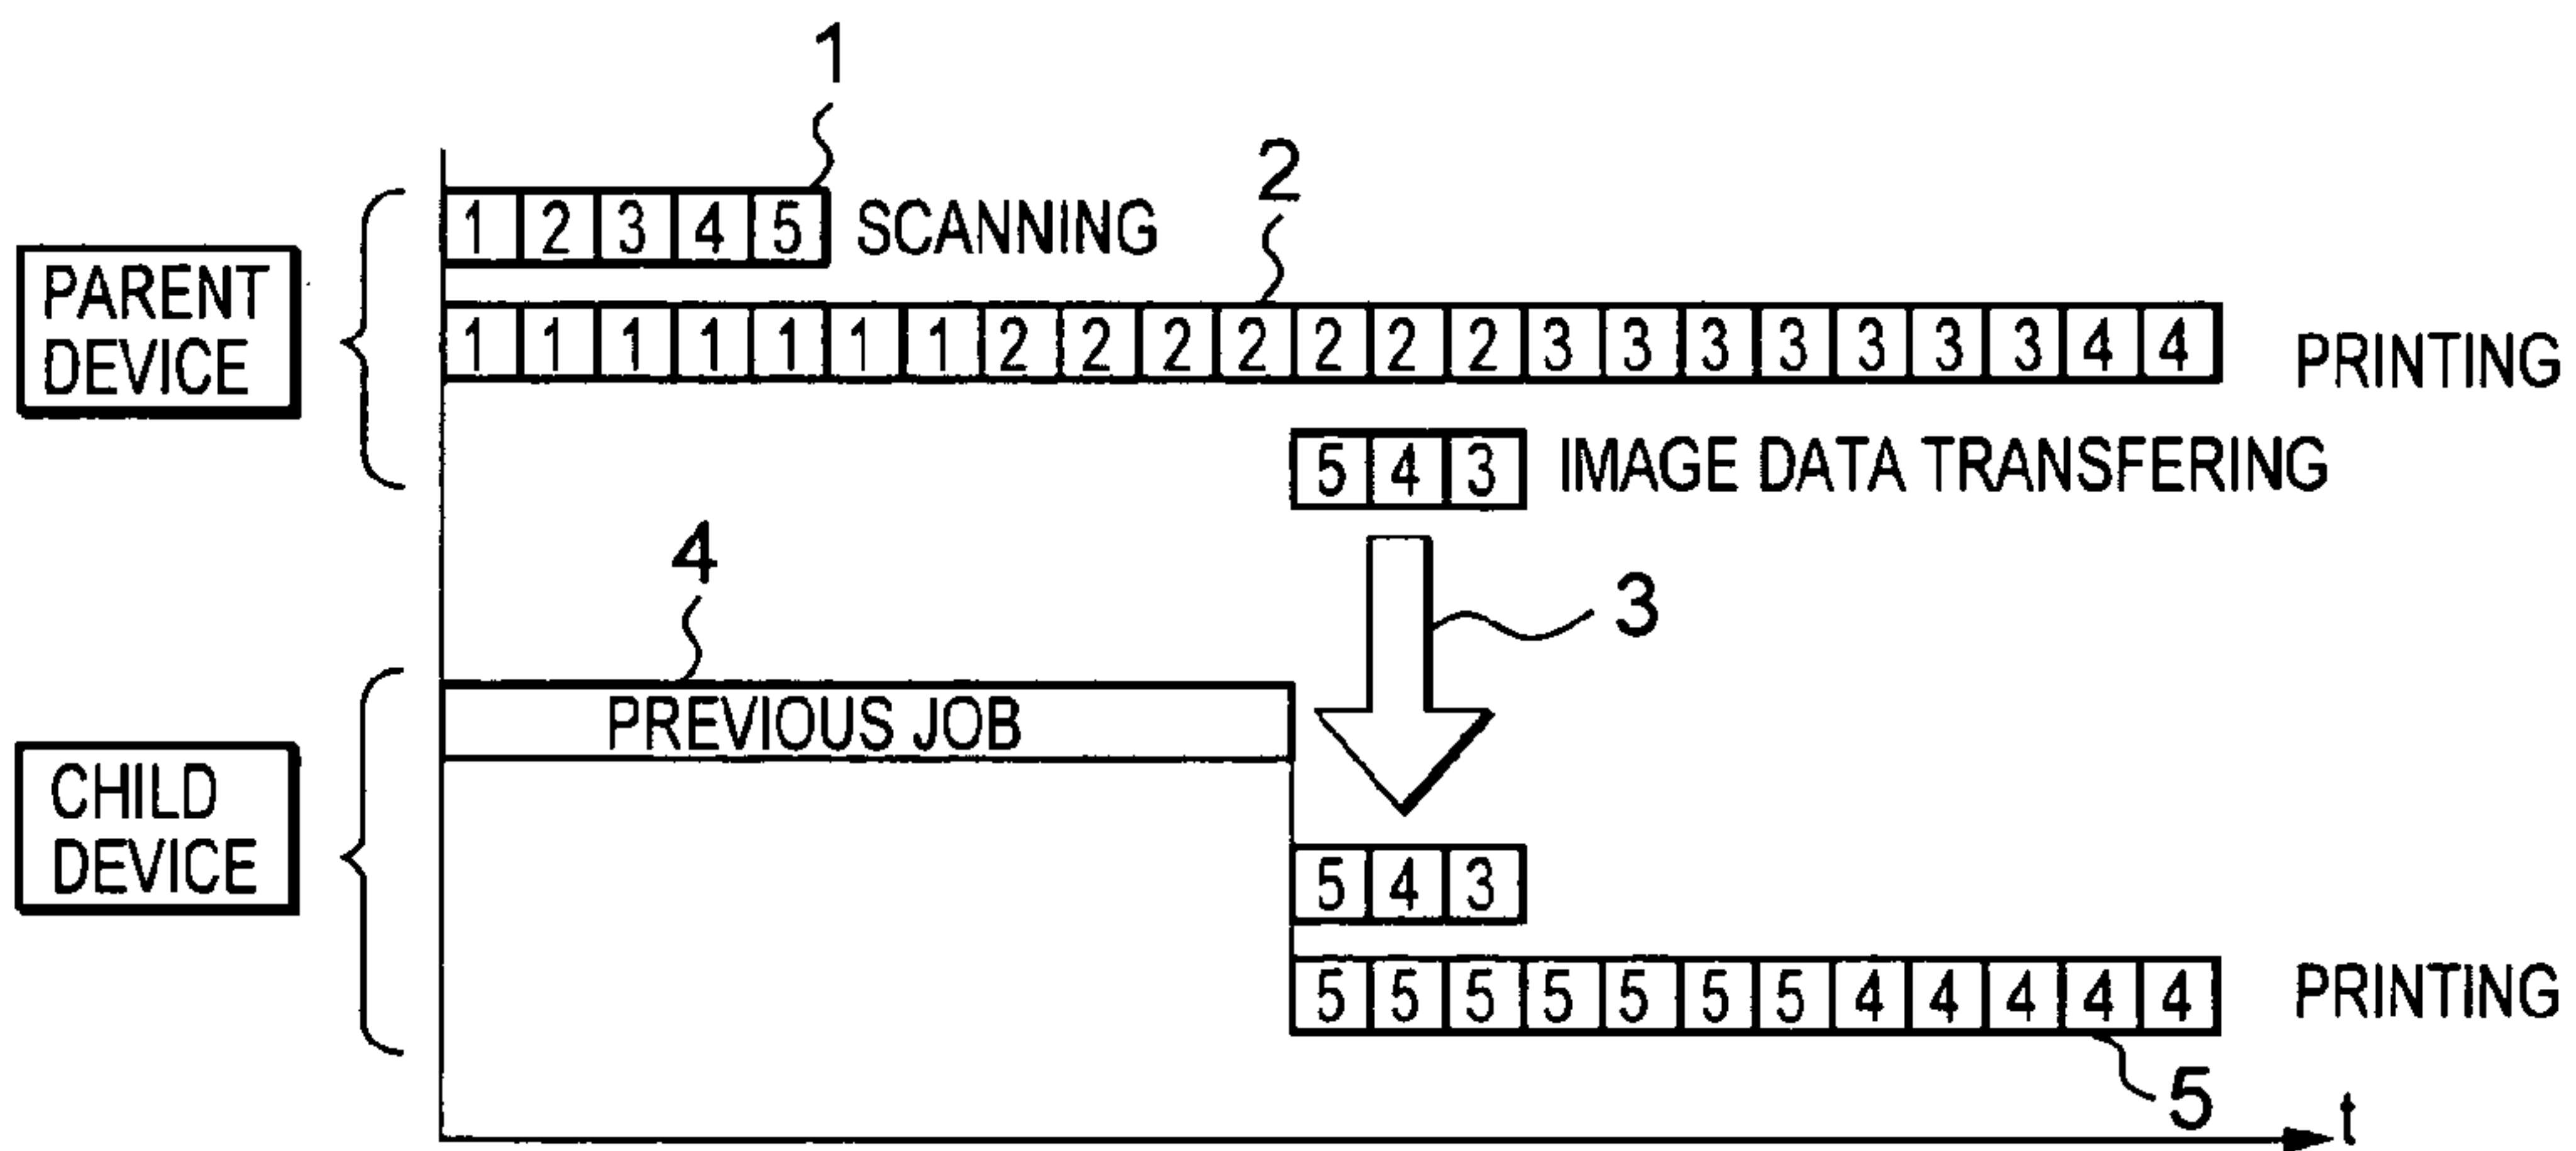 1
1 2 3 4 5 SCANNING
2
PARENT
DEVICE
1 1 1 1 1 1 1 2 2 2 2 2 2 2 3 3 3 3 3 3 3 4 4 PRINTING
5 4 3 IMAGE DATA TRANSFERING
3
4
PREVIOUS JOB
CHILD
DEVICE
5 4 3
5 5 5 5 5 5 5 4 4 4 4 4 PRINTING
5
t